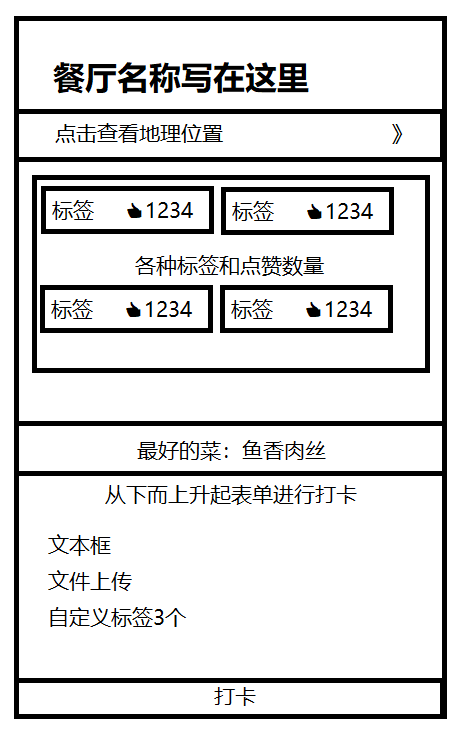 餐厅名称写在这里
点击查看地理位置 》
标签 👍1234 标签 👍1234
各种标签和点赞数量
标签 👍1234 标签 👍1234
最好的菜：鱼香肉丝
从下而上升起表单进行打卡
文本框
文件上传
自定义标签3个
打卡